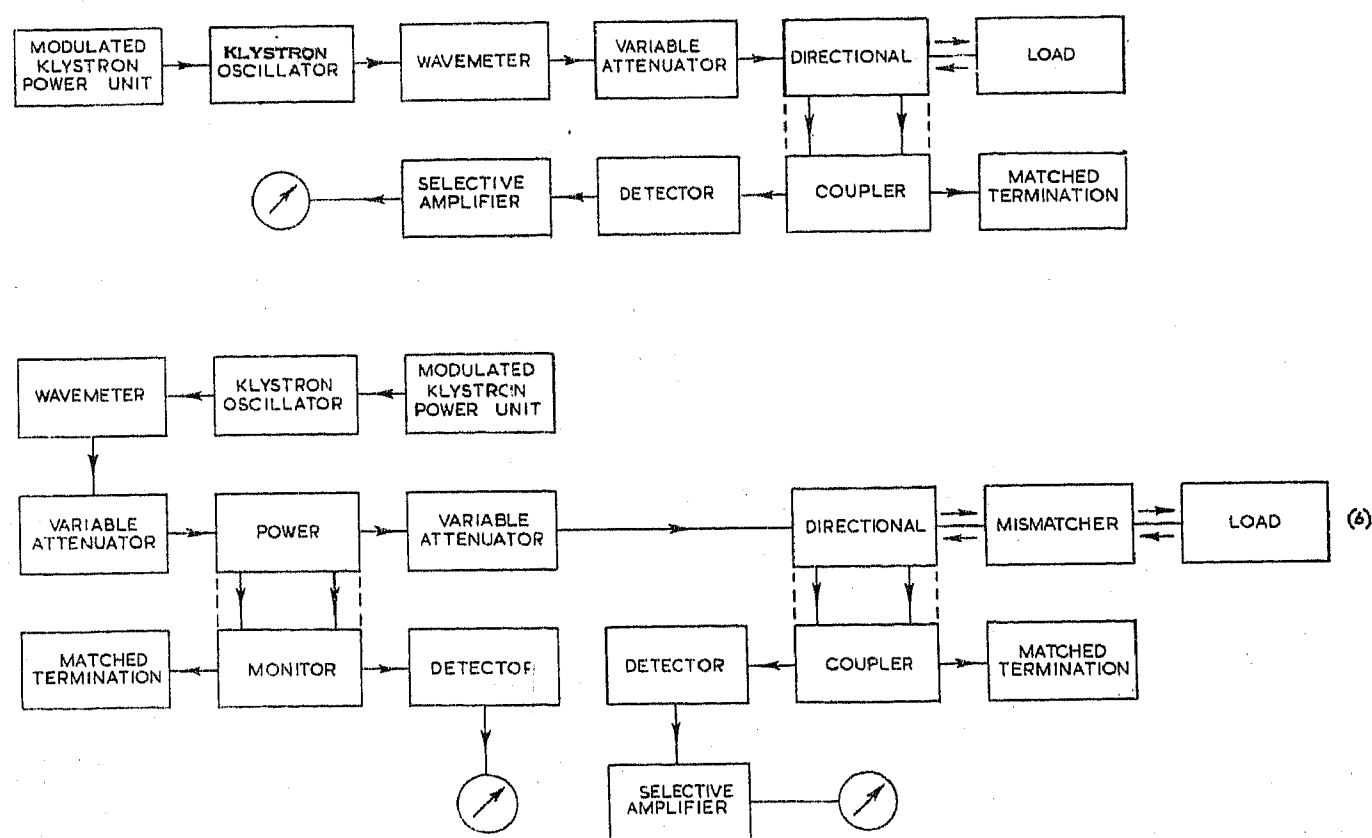 MODULATED
KLYSTRON
POWER UNIT
KLYSTRON
OSCILLATOR
WAVEMETER
VARIABLE
ATTENUATOR
DIRECTIONAL
LOAD
SELECTIVE
AMPLIFIER
DETECTOR
COUPLER
MATCHED
TERMINATION
WAVEMETER
KLYSTRON
OSCILLATOR
MODULATED
KLYSTRON
POWER UNIT
VARIABLE
ATTENUATOR
POWER
VARIABLE
ATTENUATOR
DIRECTIONAL
MISMATCHER
LOAD
(6)
MATCHED
TERMINATION
MONITOR
DETECTOR
DETECTOR
COUPLER
MATCHED
TERMINATION
SELECTIVE
AMPLIFIER